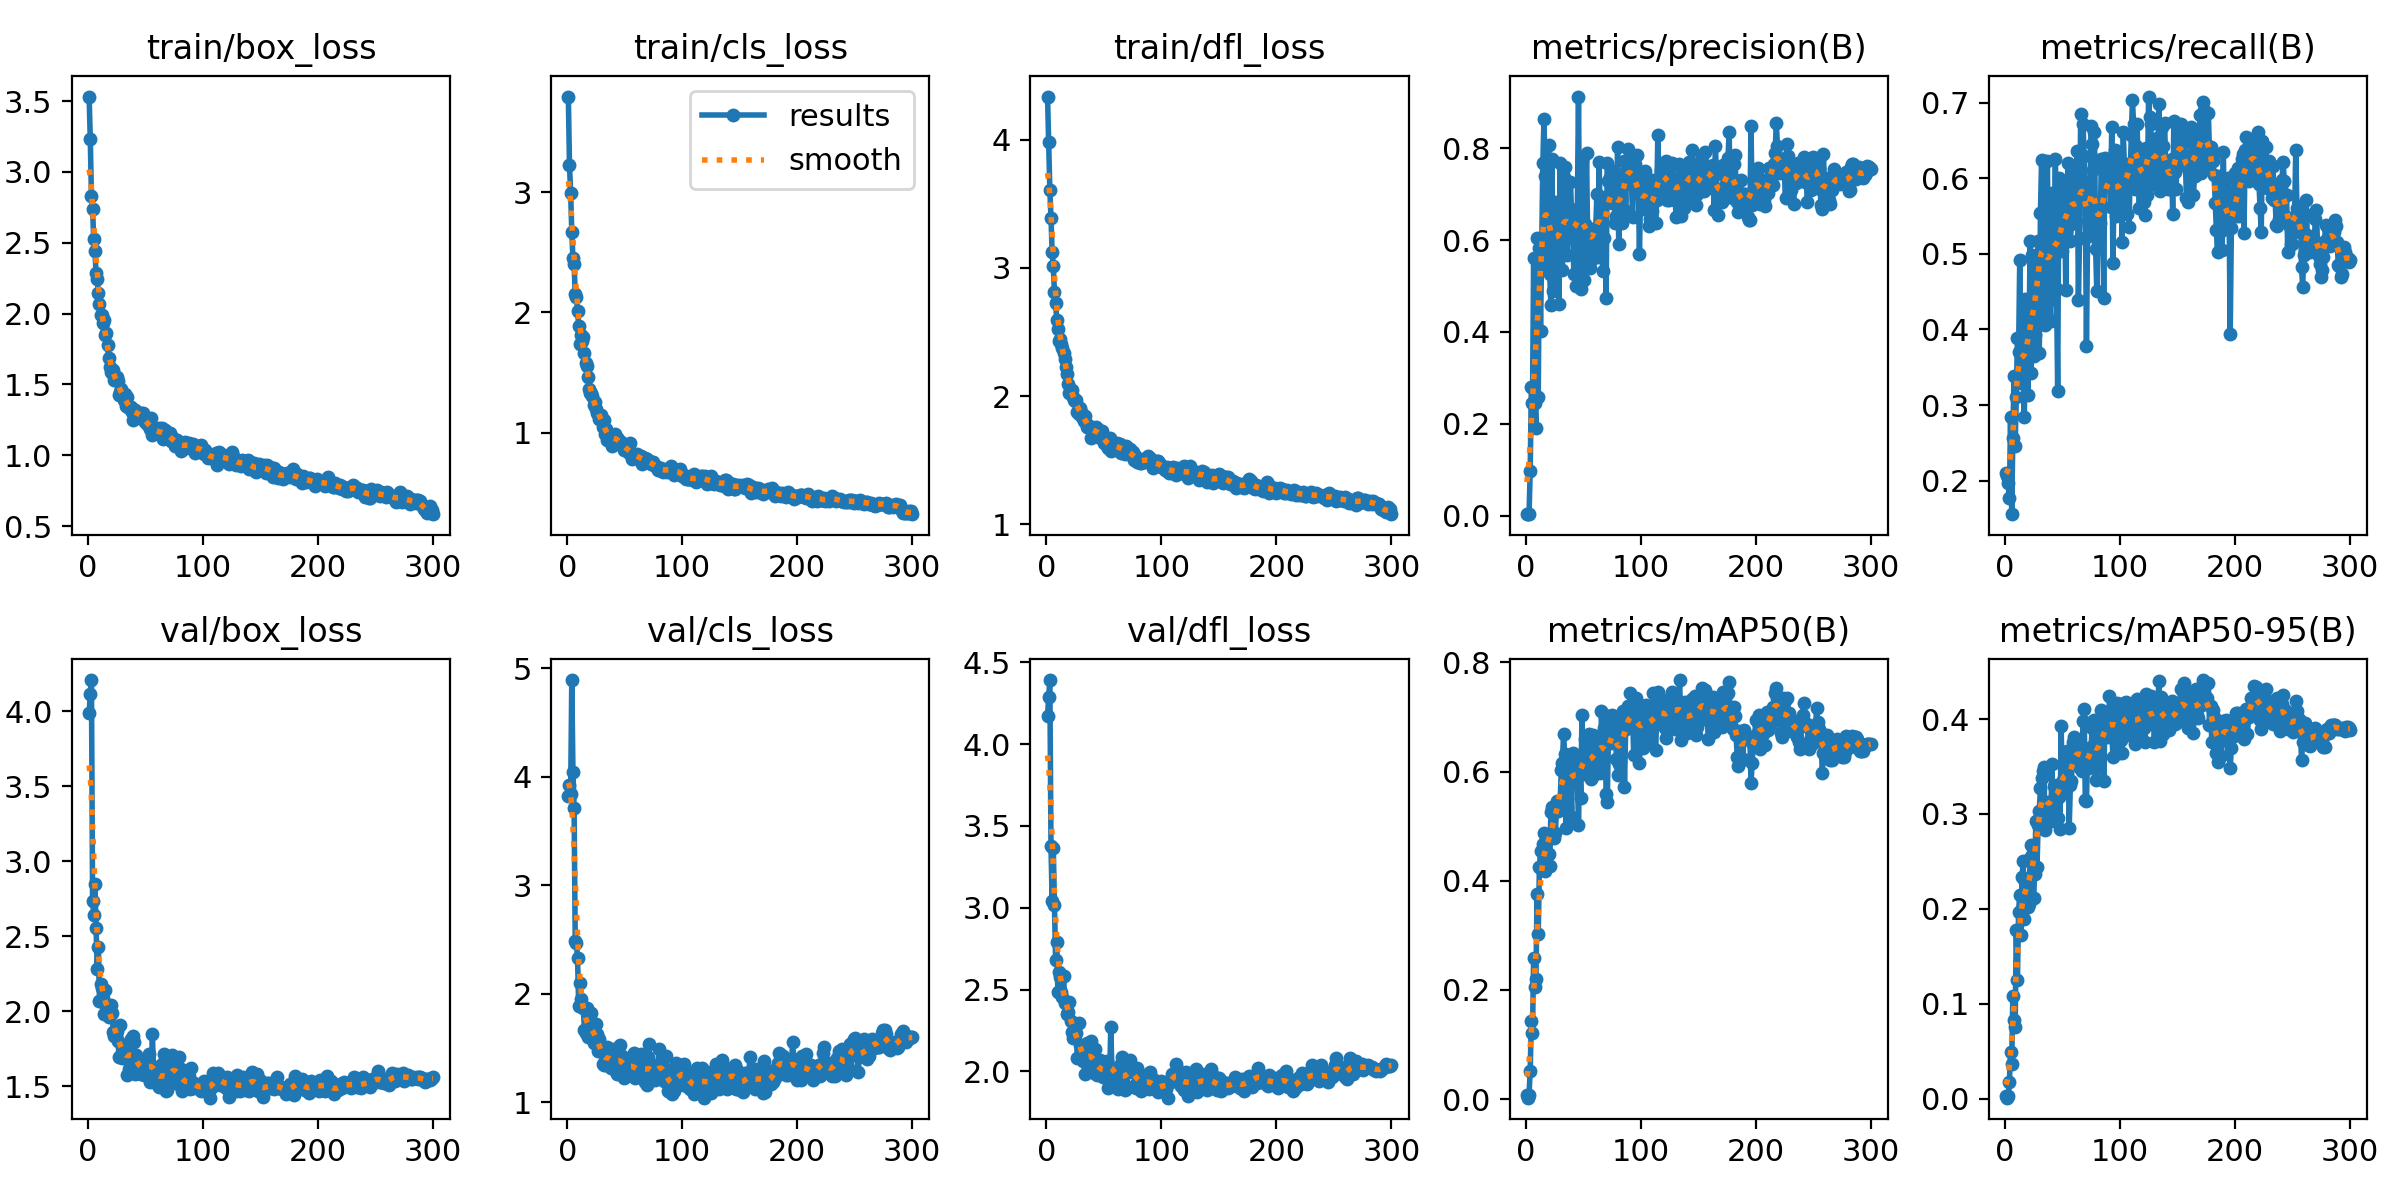 train/box_loss
3.5
3.0
2.5
2.0
1.5
1.0
0.5
0 100 200 300
train/cls_loss
results
smooth
3
2
1
0 100 200 300
train/dfl_loss
4
3
2
1
0 100 200 300
metrics/precision(B)
0.8
0.6
0.4
0.2
0.0
0 100 200 300
metrics/recall(B)
0.7
0.6
0.5
0.4
0.3
0.2
0 100 200 300
val/box_loss
4.0
3.5
3.0
2.5
2.0
1.5
0 100 200 300
val/cls_loss
5
4
3
2
1
0 100 200 300
val/dfl_loss
4.5
4.0
3.5
3.0
2.5
2.0
0 100 200 300
metrics/mAP50(B)
0.8
0.6
0.4
0.2
0.0
0 100 200 300
metrics/mAP50-95(B)
0.4
0.3
0.2
0.1
0.0
0 100 200 300